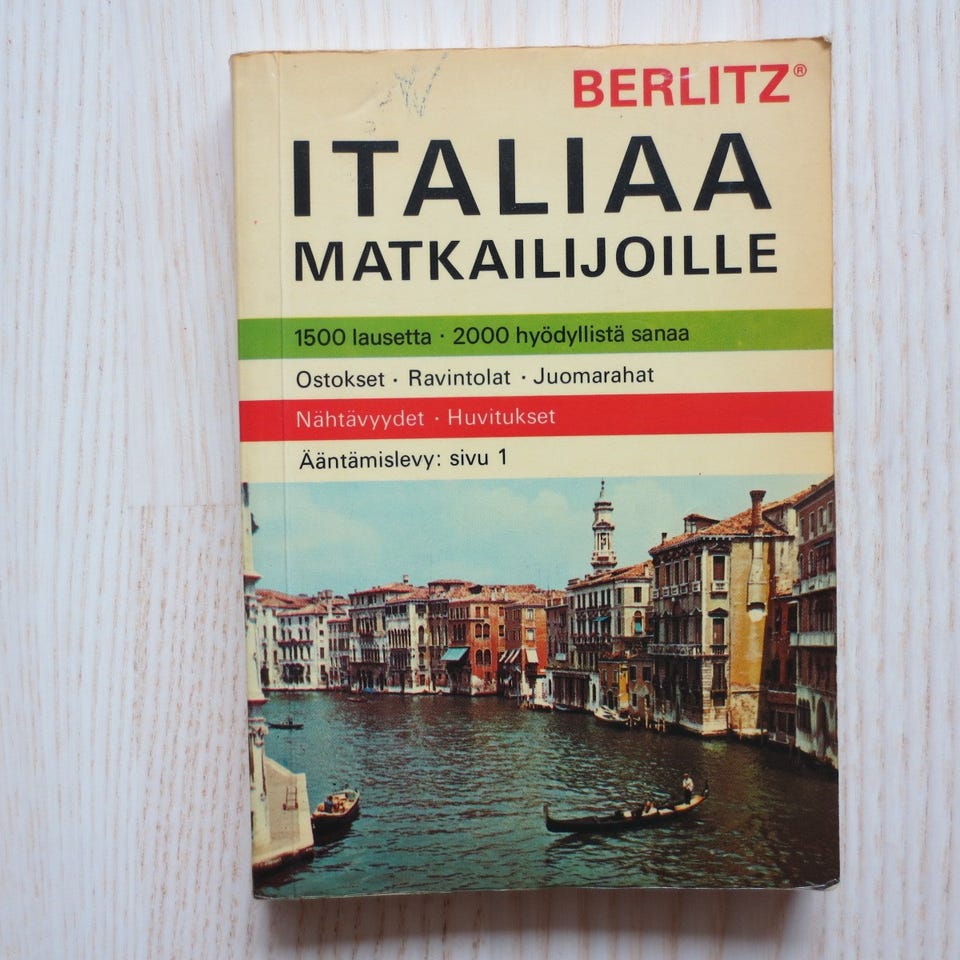 BERLITZ®
ITALIAA
MATKAILIJOILLE
1500 lausetta · 2000 hyödyllistä sanaa
Ostokset · Ravintolat · Juomarahat
Nähtävyydet · Huvitukset
Ääntämislevy: sivu 1